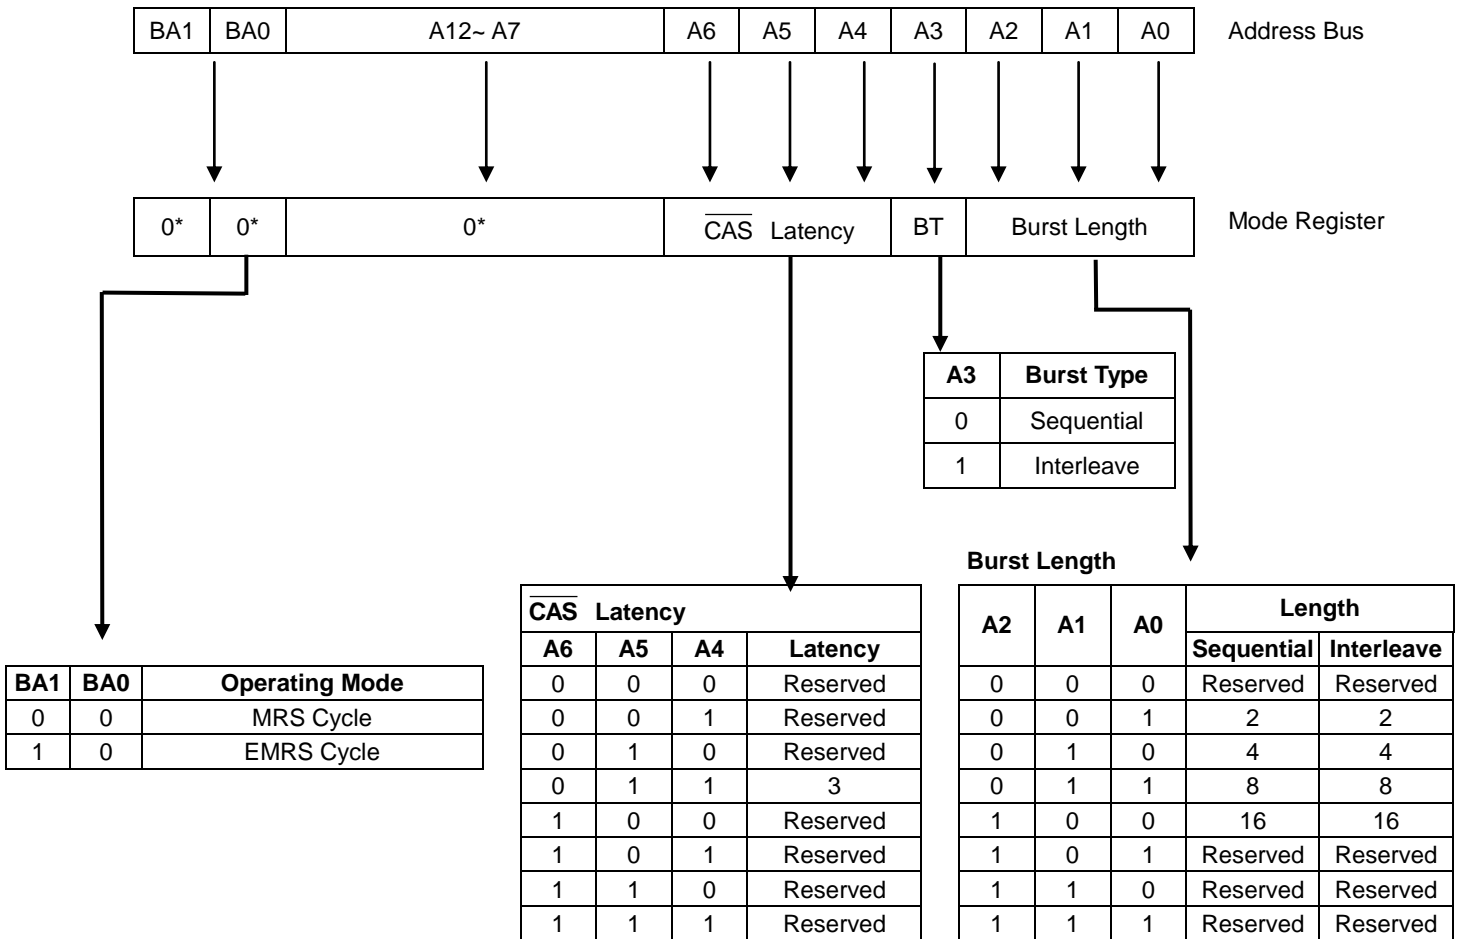 BA1 BA0 A12~ A7 A6 A5 A4 A3 A2 A1 A0 Address Bus
0* 0* 0* CAS Latency BT Burst Length Mode Register
A3 Burst Type
0 Sequential
1 Interleave
BA1 BA0 Operating Mode
0 0 MRS Cycle
1 0 EMRS Cycle
CAS Latency
A6 A5 A4 Latency
0 0 0 Reserved
0 0 1 Reserved
0 1 0 Reserved
0 1 1 3
1 0 0 Reserved
1 0 1 Reserved
1 1 0 Reserved
1 1 1 Reserved
Burst Length
A2 A1 A0 Length
Sequential Interleave
0 0 0 Reserved Reserved
0 0 1 2 2
0 1 0 4 4
0 1 1 8 8
1 0 0 16 16
1 0 1 Reserved Reserved
1 1 0 Reserved Reserved
1 1 1 Reserved Reserved